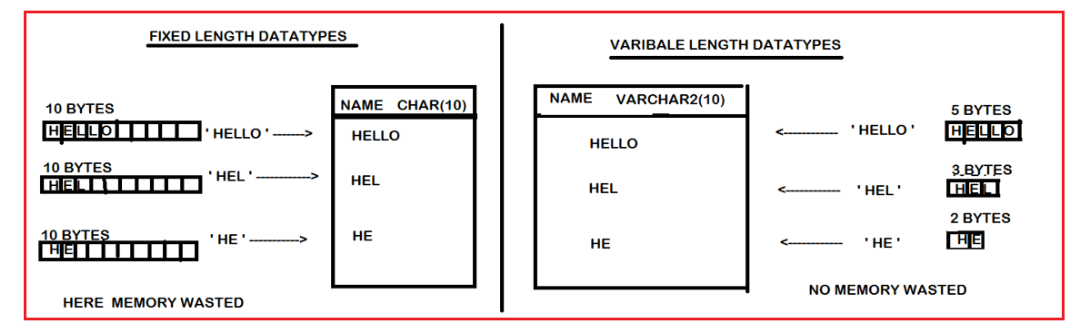 FIXED LENGTH DATATYPES
10 BYTES
HELLO
' HELLO ' ------->
10 BYTES
HEL
' HEL ' ------------>
10 BYTES
HE
' HE ' ----------->
NAME CHAR(10)
HELLO
HEL
HE
HERE MEMORY WASTED
VARIBALE LENGTH DATATYPES
NAME VARCHAR2(10)
HELLO
HEL
HE
<------------ ' HELLO '
5 BYTES
HELLO
<------------ ' HEL '
3 BYTES
HEL
<------------ ' HE '
2 BYTES
HE
NO MEMORY WASTED